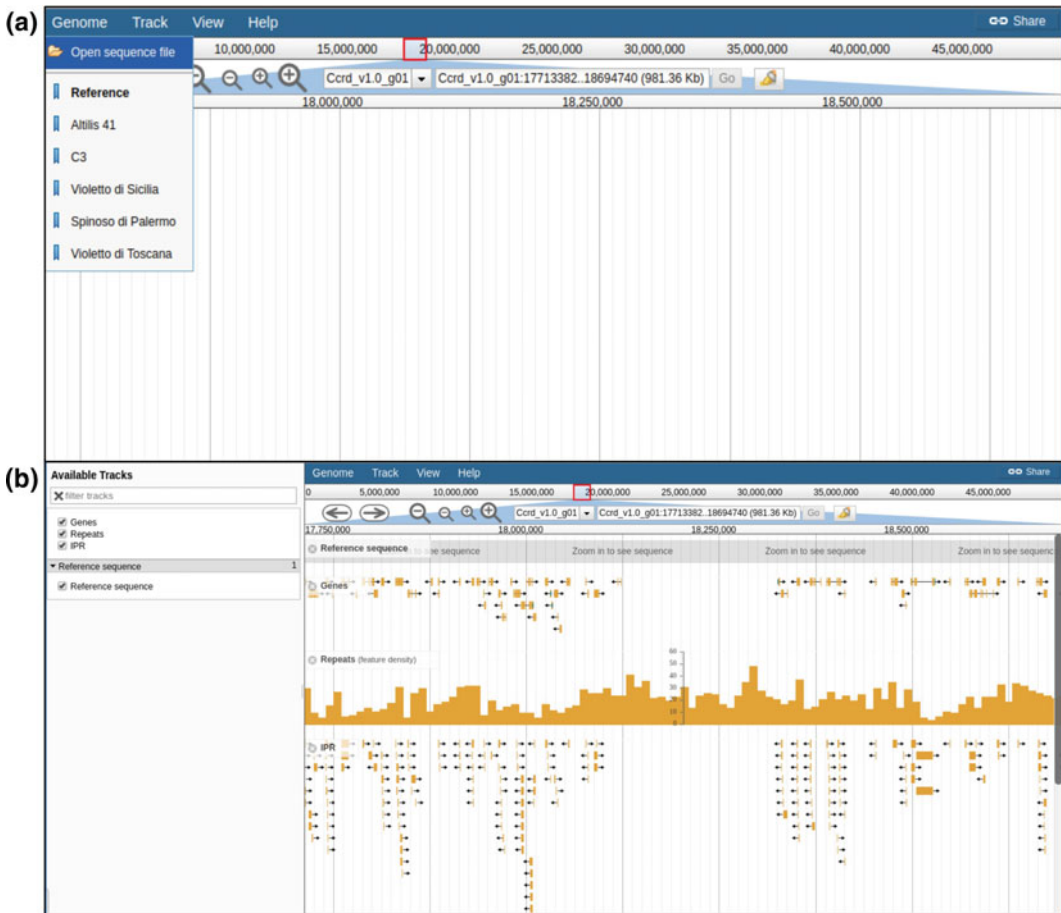 (a)
Genome Track View Help Share
Open sequence file
10,000,000 15,000,000 20,000,000 25,000,000 30,000,000 35,000,000 40,000,000 45,000,000
Ccrd_v1.0_g01 Ccrd_v1.0_g01:17713382..18694740 (981.36 Kb) Go
18,000,000 18,250,000 18,500,000
Reference
Altilis 41
C3
Violetto di Sicilia
Spinoso di Palermo
Violetto di Toscana
(b)
Available Tracks
filter tracks
Genes
Repeats
IPR
Reference sequence 1
Reference sequence
Genome Track View Help Share
0 5,000,000 10,000,000 15,000,000 20,000,000 25,000,000 30,000,000 35,000,000 40,000,000 45,000,000
Ccrd_v1.0_g01 Ccrd_v1.0_g01:17713382..18694740 (981.36 Kb) Go
17,750,000 18,000,000 18,250,000 18,500,000
Reference sequence to see sequence Zoom in to see sequence Zoom in to see sequence Zoom in to see sequenc
Genes
Repeats (feature density)
60
50
40
30
20
10
0
IPR